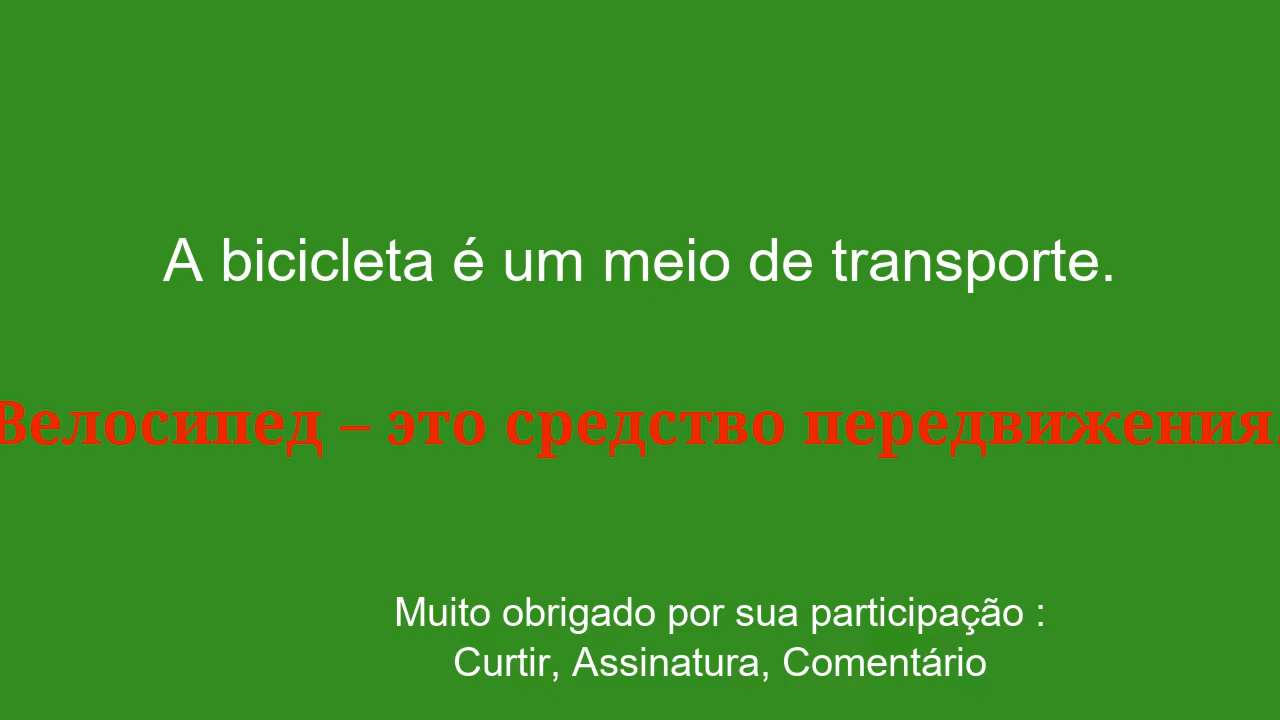 A bicicleta é um meio de transporte.
Велосипед – это средство передвижения.
Muito obrigado por sua participação :
Curtir, Assinatura, Comentário